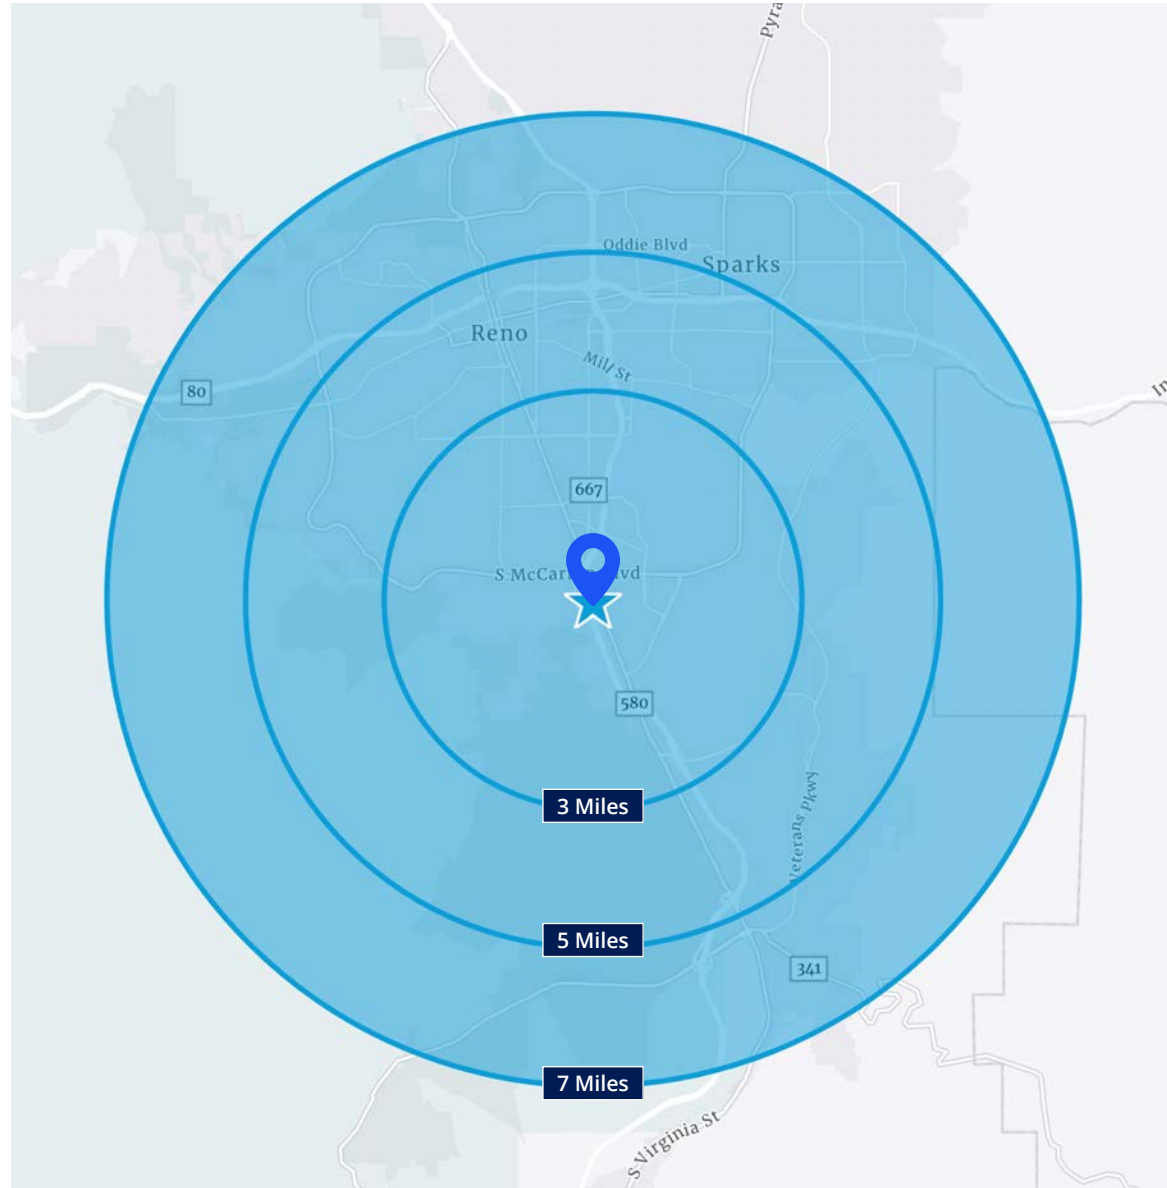 Pyra
Oddie Blvd
Sparks
Reno
Mill St
80
In
667
S McCar
lvd
580
Veterans Pkwy
3 Miles
5 Miles
341
7 Miles
S Virginia St